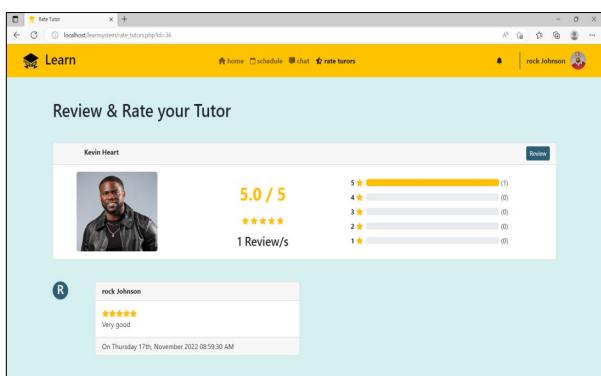 Rate Tutor
localhost/learnsystem/rate_tutors.php?id=36
Learn
home schedule chat rate turors
rock Johnson
Review & Rate your Tutor
Kevin Heart
Review
5.0 / 5
1 Review/s
5 (1)
4 (0)
3 (0)
2 (0)
1 (0)
R
rock Johnson
Very good
On Thursday 17th, November 2022 08:59:30 AM